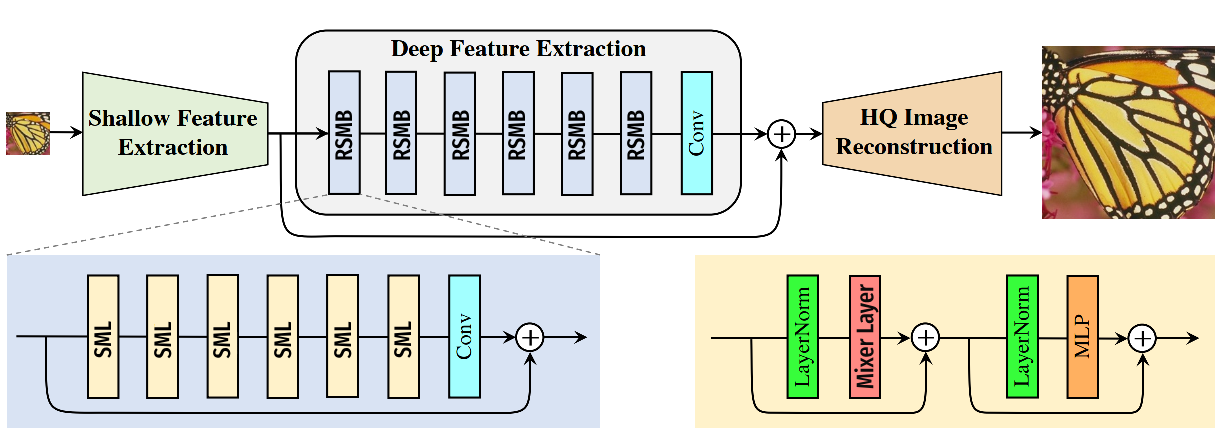 Deep Feature Extraction
Shallow Feature
Extraction
RSMB
RSMB
RSMB
RSMB
RSMB
RSMB
Conv
+
HQ Image
Reconstruction
SML
SML
SML
SML
SML
SML
Conv
+
LayerNorm
Mixer Layer
+
LayerNorm
MLP
+